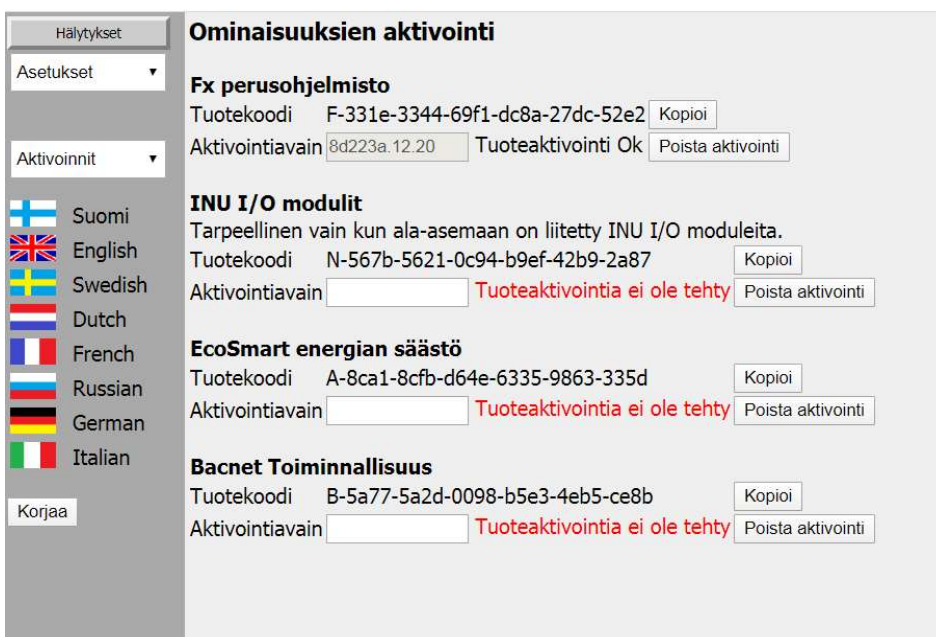 Hälytykset
Asetukset
Aktivoinnit
Suomi
English
Swedish
Dutch
French
Russian
German
Italian
Korjaa
Ominaisuuksien aktivointi
Fx perusohjelmisto
Tuotekoodi F-331e-3344-69f1-dc8a-27dc-52e2 Kopioi
Aktivointiavain 8d223a.12.20 Tuoteaktivointi Ok Poista aktivointi
INU I/O modulit
Tarpeellinen vain kun ala-asemaan on liitetty INU I/O moduleita.
Tuotekoodi N-567b-5621-0c94-b9ef-42b9-2a87 Kopioi
Aktivointiavain Tuoteaktivointia ei ole tehty Poista aktivointi
EcoSmart energian säästö
Tuotekoodi A-8ca1-8cfb-d64e-6335-9863-335d Kopioi
Aktivointiavain Tuoteaktivointia ei ole tehty Poista aktivointi
Bacnet Toiminnallisuus
Tuotekoodi B-5a77-5a2d-0098-b5e3-4eb5-ce8b Kopioi
Aktivointiavain Tuoteaktivointia ei ole tehty Poista aktivointi